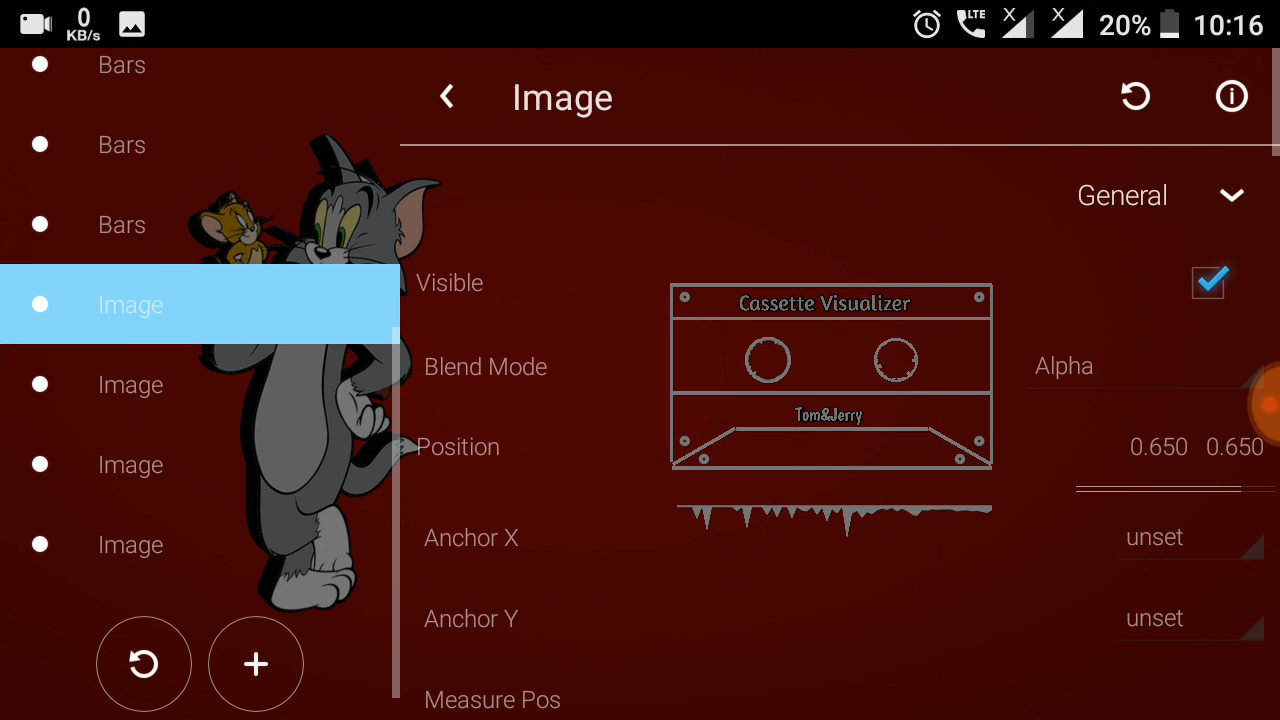 0
KB/s
LTE
X
X
20%
10:16
Bars
Bars
Bars
Image
Image
Image
Image
Image
General
Visible
Blend Mode
Alpha
Position
0.650 0.650
Anchor X
unset
Anchor Y
unset
Measure Pos
Cassette Visualizer
Tom&Jerry